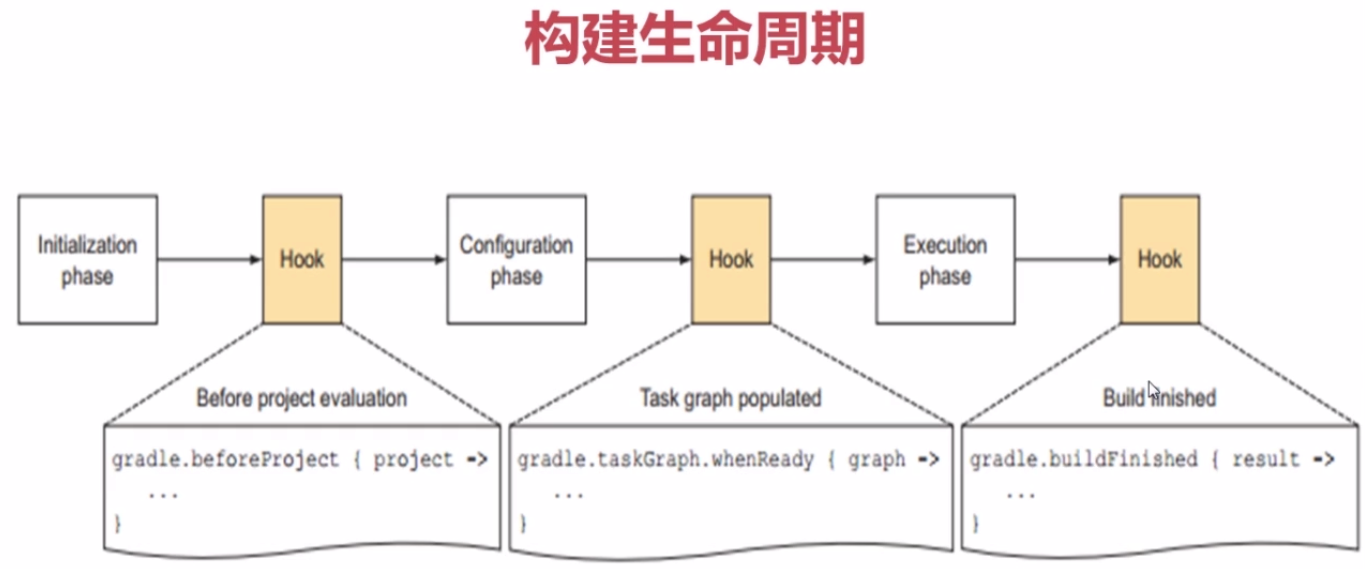 构建生命周期
Initialization
phase
Hook
Configuration
phase
Hook
Execution
phase
Hook
Before project evaluation
gradle.beforeProject { project ->
...
}
Task graph populated
gradle.taskGraph.whenReady { graph ->
...
}
Build finished
gradle.buildFinished { result ->
...
}